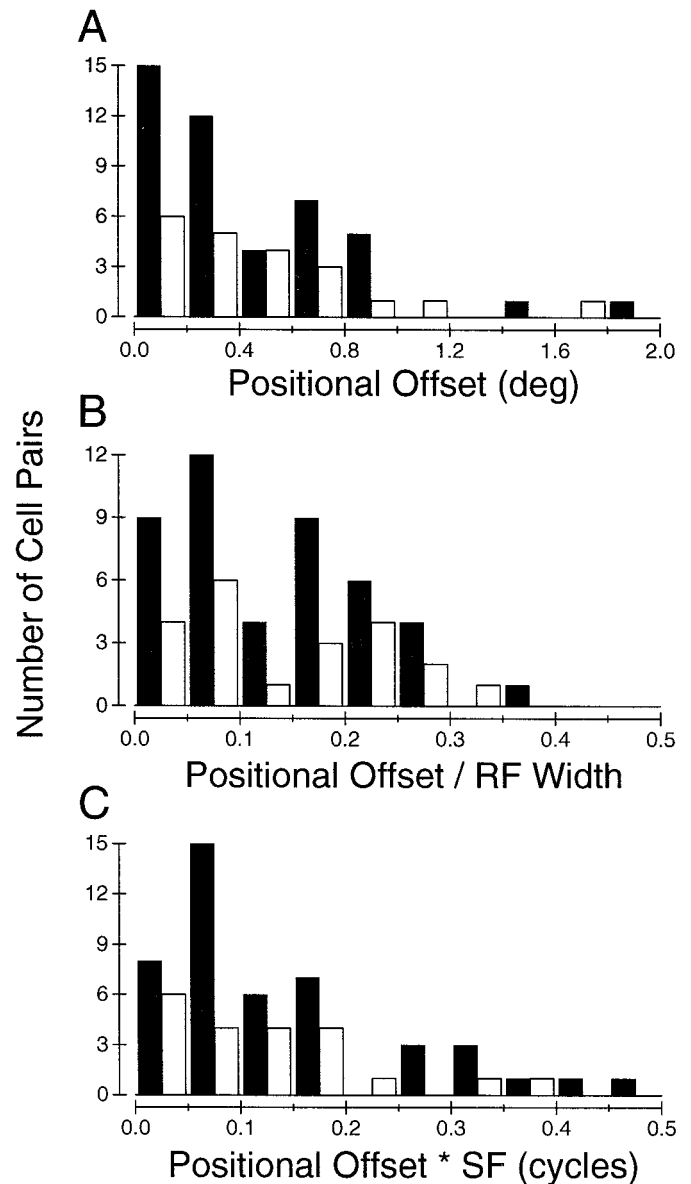 A
15
12
9
6
3
0
0.0 0.4 0.8 1.2 1.6 2.0
Positional Offset (deg)
B
12
9
6
3
0
0.0 0.1 0.2 0.3 0.4 0.5
Positional Offset / RF Width
Number of Cell Pairs
C
15
12
9
6
3
0
0.0 0.1 0.2 0.3 0.4 0.5
Positional Offset * SF (cycles)